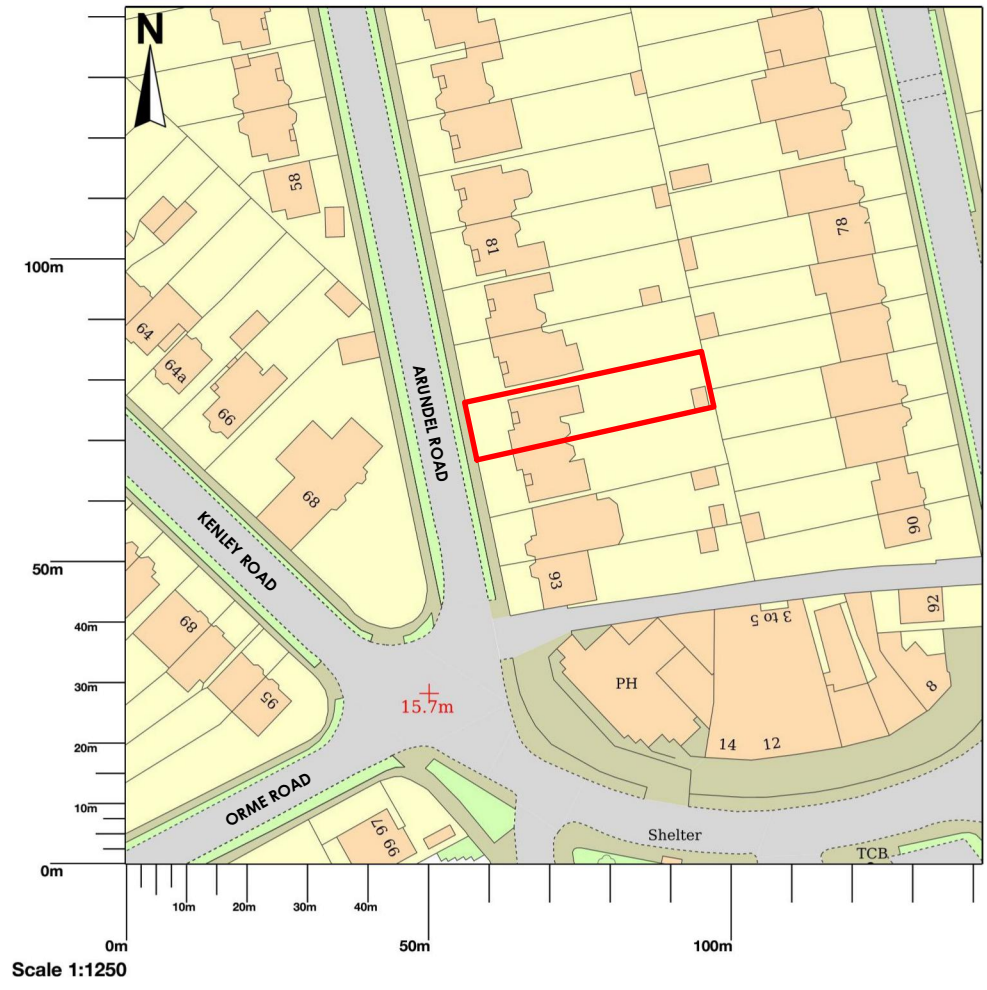 N
58
81
78
100m
64
64a
66
ARUNDEL ROAD
68
KENLEY ROAD
90
50m
93
92
3 to 5
40m
89
PH
30m
95
15.7m
8
20m
14
12
ORME ROAD
10m
97
99
Shelter
TCB
0m
10m
20m
30m
40m
0m
50m
100m
Scale 1:1250